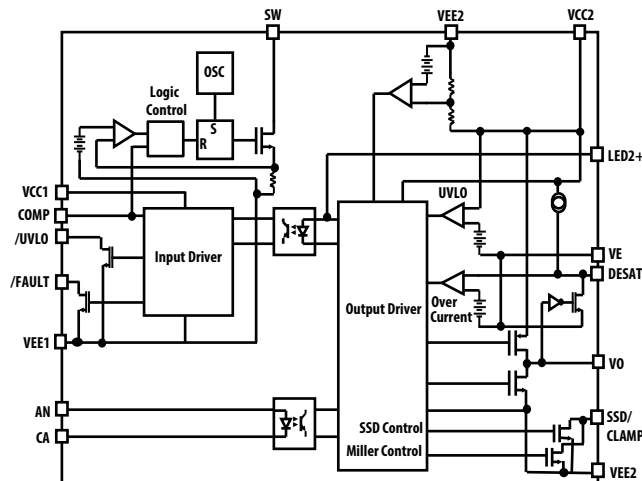 SW
VEE2
VCC2
OSC
Logic
Control
S
R
LED2+
VCC1
UVLO
COMP
/UVLO
Input Driver
VE
DESAT
/FAULT
Output Driver
Over
Current
VEE1
VO
AN
SSD/
CLAMP
SSD Control
CA
Miller Control
VEE2